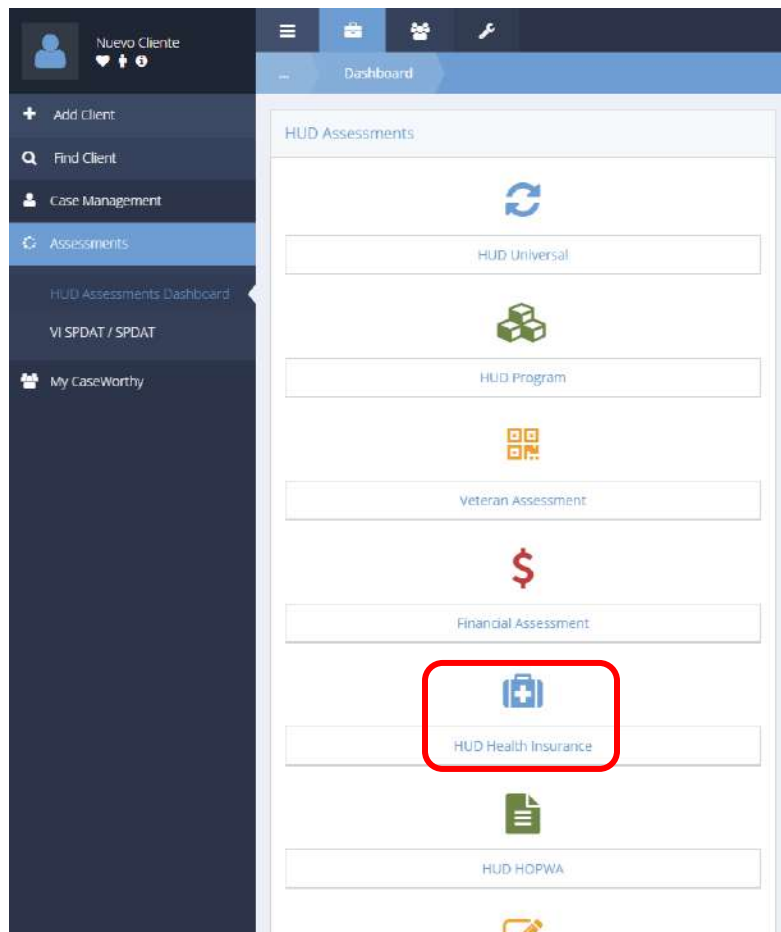 Nuevo Cliente
Add Client
Find Client
Case Management
Assessments
HUD Assessments Dashboard
VI SPDAT / SPDAT
My CaseWorthy
... Dashboard
HUD Assessments
HUD Universal
HUD Program
Veteran Assessment
$
Financial Assessment
HUD Health Insurance
HUD HOPWA